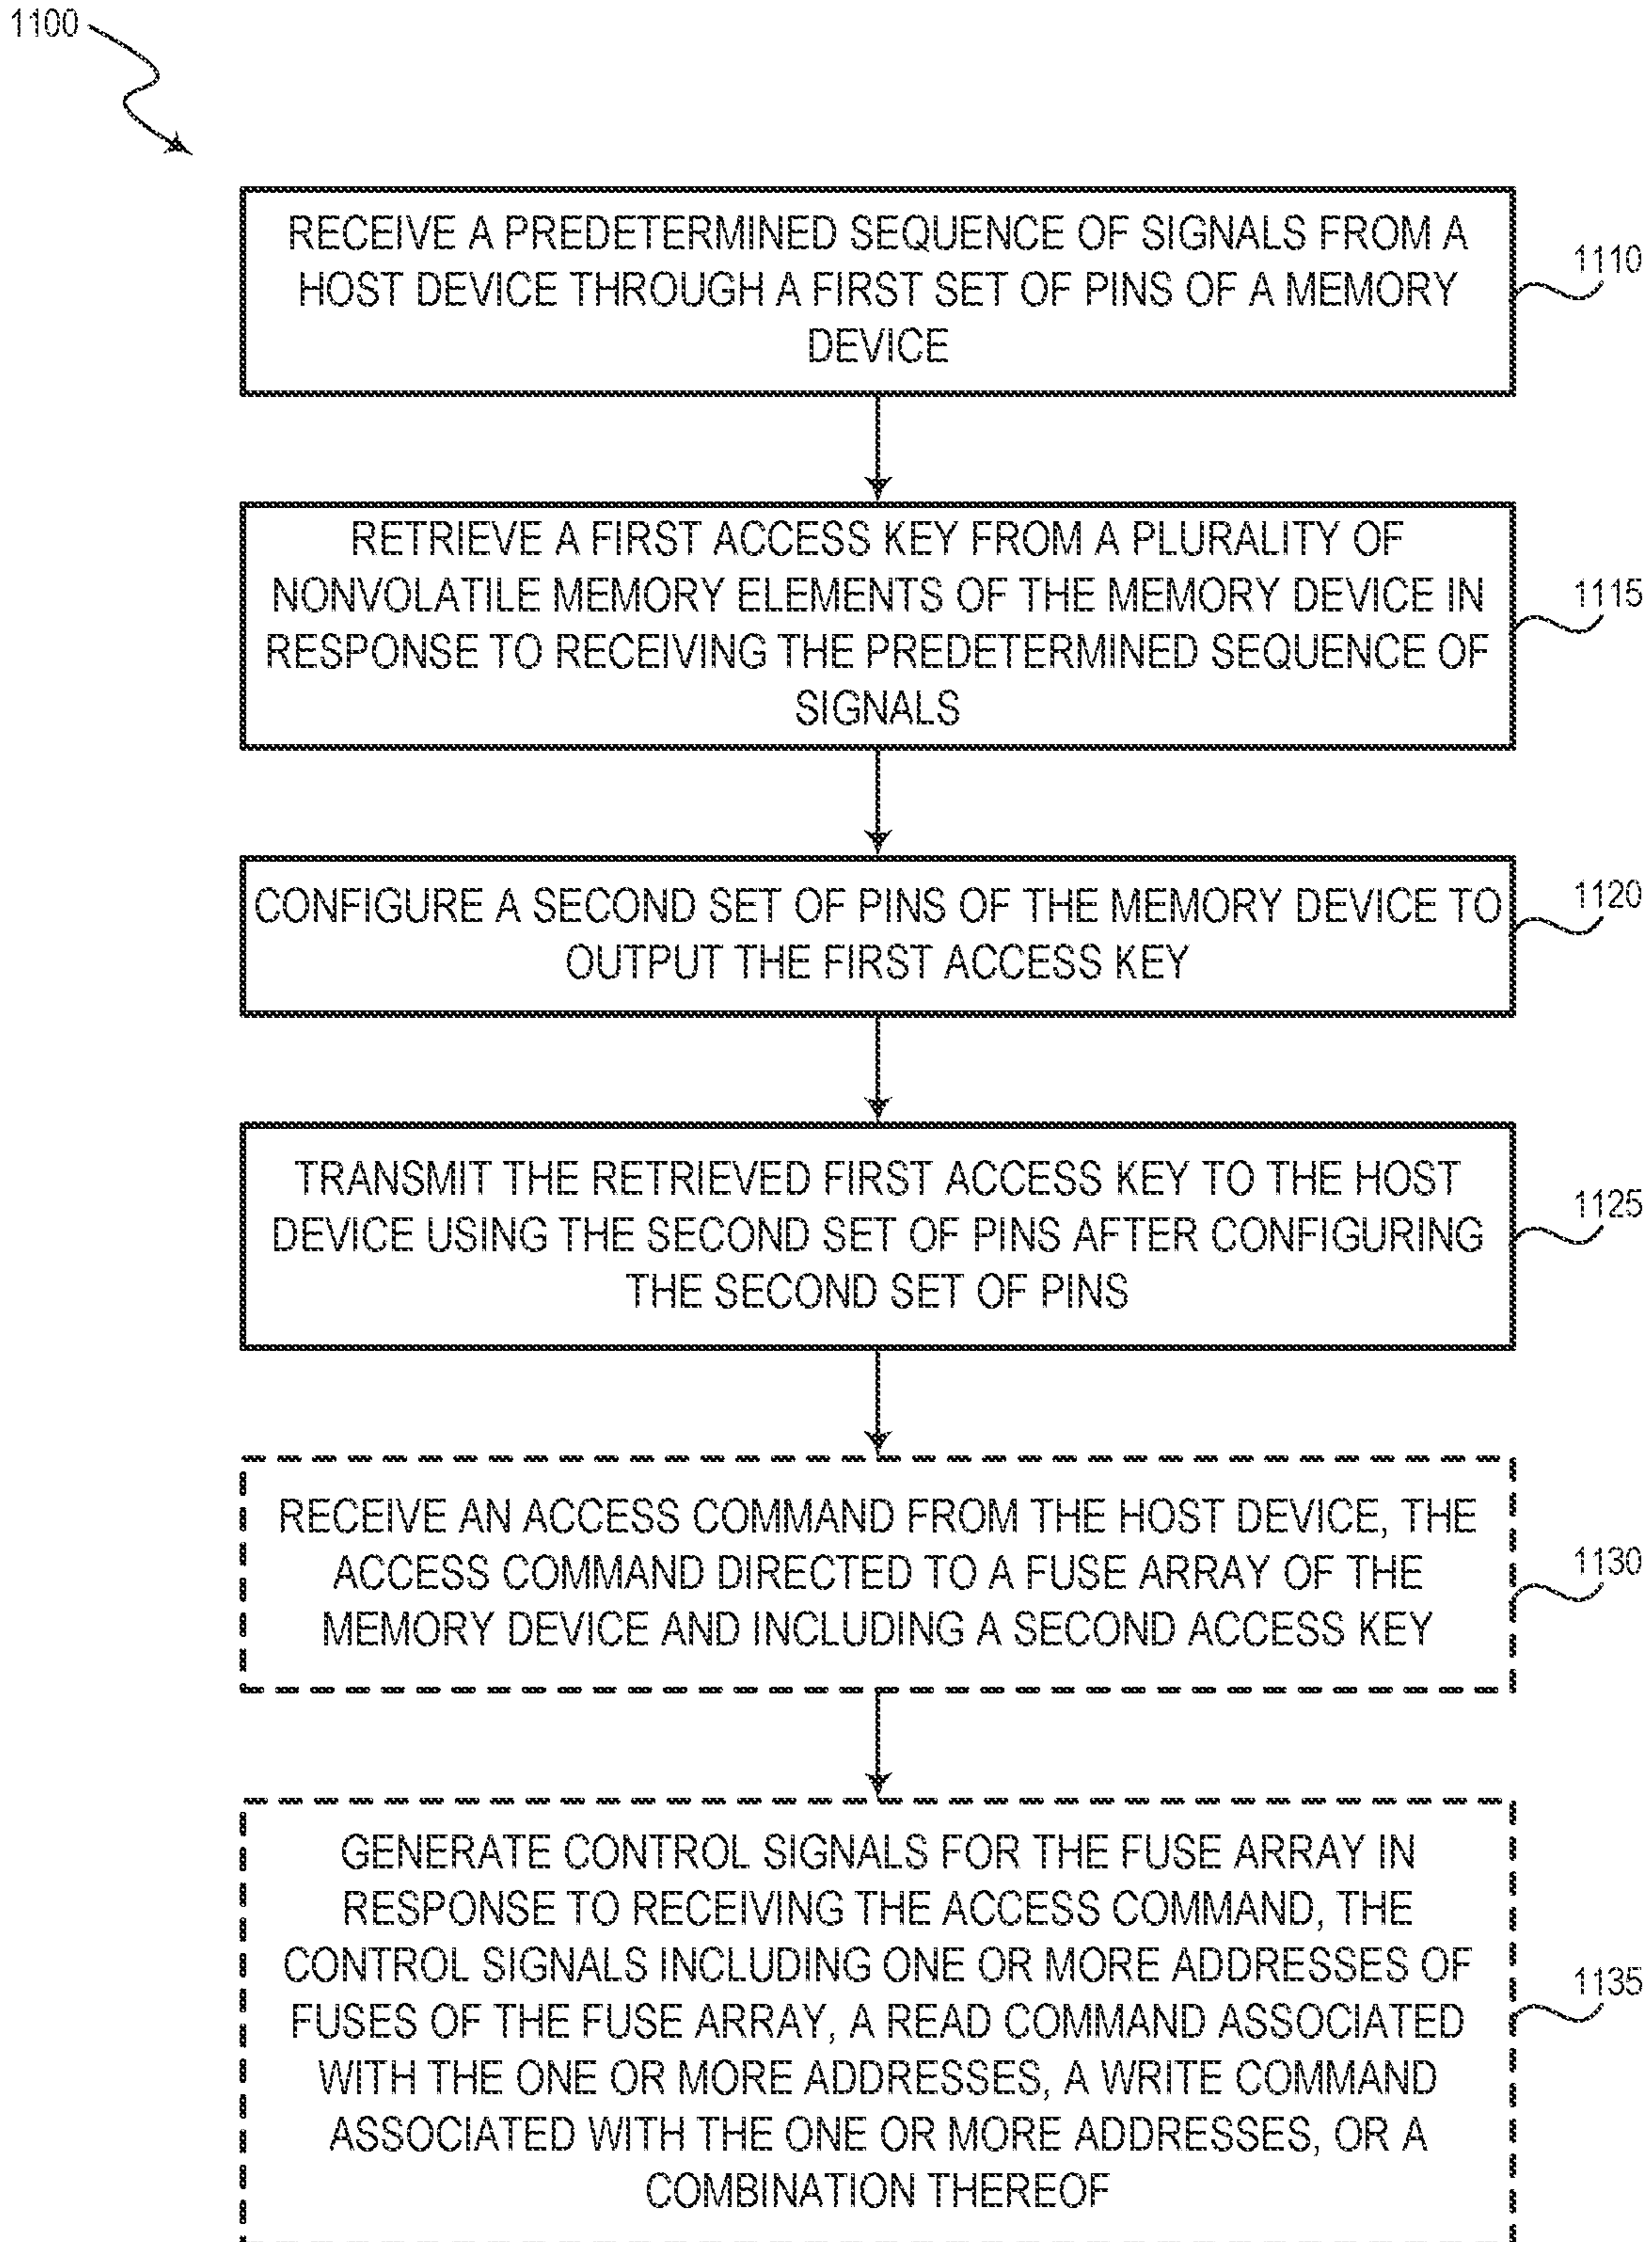 1100
RECEIVE A PREDETERMINED SEQUENCE OF SIGNALS FROM A
HOST DEVICE THROUGH A FIRST SET OF PINS OF A MEMORY
DEVICE
1110
RETRIEVE A FIRST ACCESS KEY FROM A PLURALITY OF
NONVOLATILE MEMORY ELEMENTS OF THE MEMORY DEVICE IN
RESPONSE TO RECEIVING THE PREDETERMINED SEQUENCE OF
SIGNALS
1115
CONFIGURE A SECOND SET OF PINS OF THE MEMORY DEVICE TO
OUTPUT THE FIRST ACCESS KEY
1120
TRANSMIT THE RETRIEVED FIRST ACCESS KEY TO THE HOST
DEVICE USING THE SECOND SET OF PINS AFTER CONFIGURING
THE SECOND SET OF PINS
1125
RECEIVE AN ACCESS COMMAND FROM THE HOST DEVICE, THE
ACCESS COMMAND DIRECTED TO A FUSE ARRAY OF THE
MEMORY DEVICE AND INCLUDING A SECOND ACCESS KEY
1130
GENERATE CONTROL SIGNALS FOR THE FUSE ARRAY IN
RESPONSE TO RECEIVING THE ACCESS COMMAND, THE
CONTROL SIGNALS INCLUDING ONE OR MORE ADDRESSES OF
FUSES OF THE FUSE ARRAY, A READ COMMAND ASSOCIATED
WITH THE ONE OR MORE ADDRESSES, A WRITE COMMAND
ASSOCIATED WITH THE ONE OR MORE ADDRESSES, OR A
COMBINATION THEREOF
1135